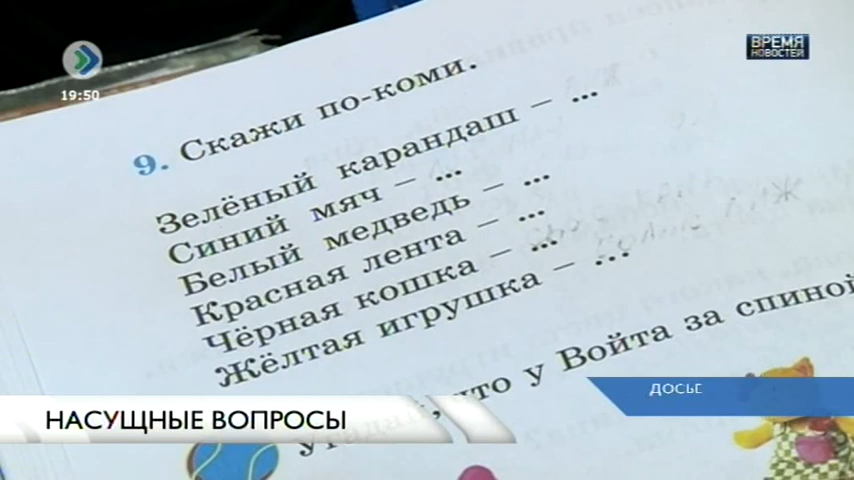 ВРЕМЯ
НОВОСТЕЙ
19:50
9. Скажи по-коми.
Зелёный карандаш – ...
Синий мяч – ...
Белый медведь – ...
Красная лента – ...
Чёрная кошка – ...
Жёлтая игрушка – ...
что у Войта за спиной
ДОСЬЕ
НАСУЩНЫЕ ВОПРОСЫ